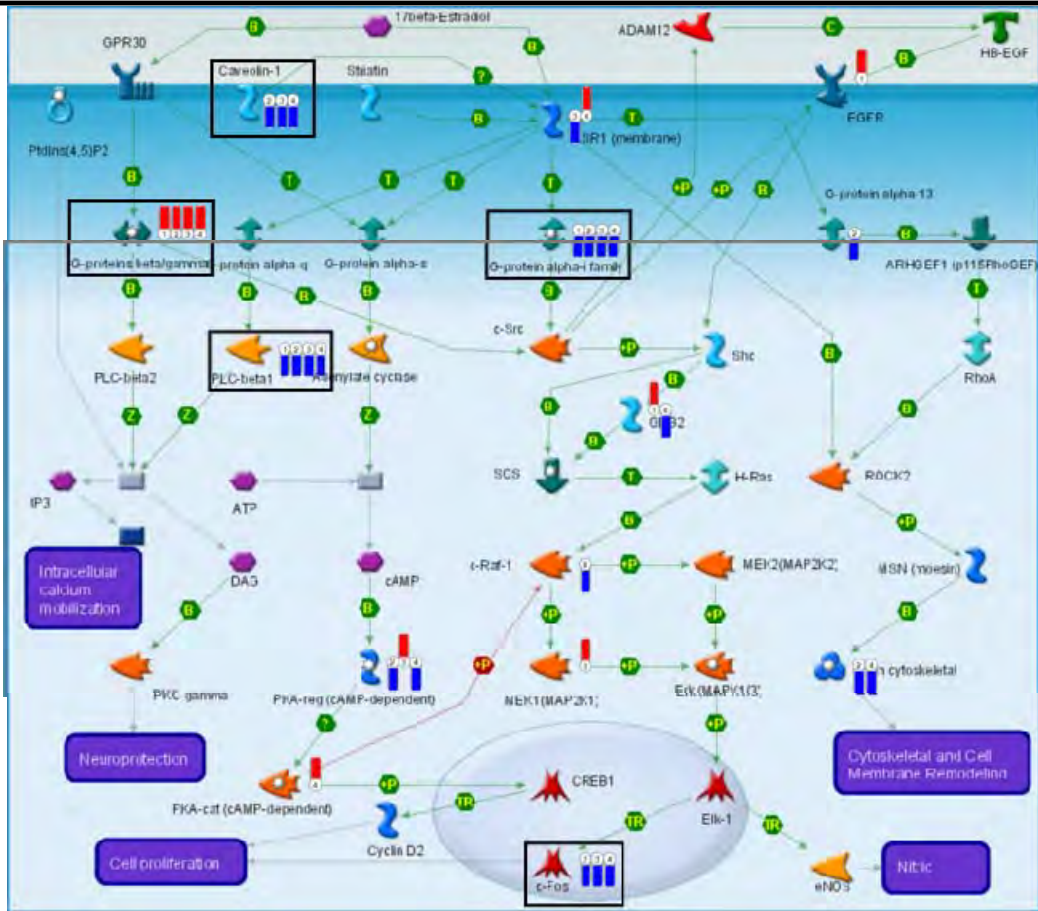 17beta-Estradiol
GPR30
ADAM12
HB-EGF
Caveolin-1
Striatin
EGFR
PtdIns(4,5)P2
SR1 (membrane)
G-protein alpha-13
G-proteins beta/gamma
protein alpha-q
G-protein alpha-s
G-protein alpha-i family
ARHGEF1 (p115RhoGEF)
c-Src
Shc
PLC-beta2
PLC-beta1
Adenylate cyclase
RhoA
SOS
H-Ras
ROCK2
IP3
ATP
Intracellular
calcium
mobilization
DAG
cAMP
c-Raf-1
MEK2(MAP2K2)
MSN (moesin)
PKC gamma
PKA-reg (cAMP-dependent)
MEK1(MAP2K1)
Erk (MAPK1/3)
n cytoskeletal
Neuroprotection
Cytoskeletal and Cell
Membrane Remodeling
PKA-cat (cAMP-dependent)
CREB1
Elk-1
Cyclin D2
Cell proliferation
c-Fos
eNOS
Nitric